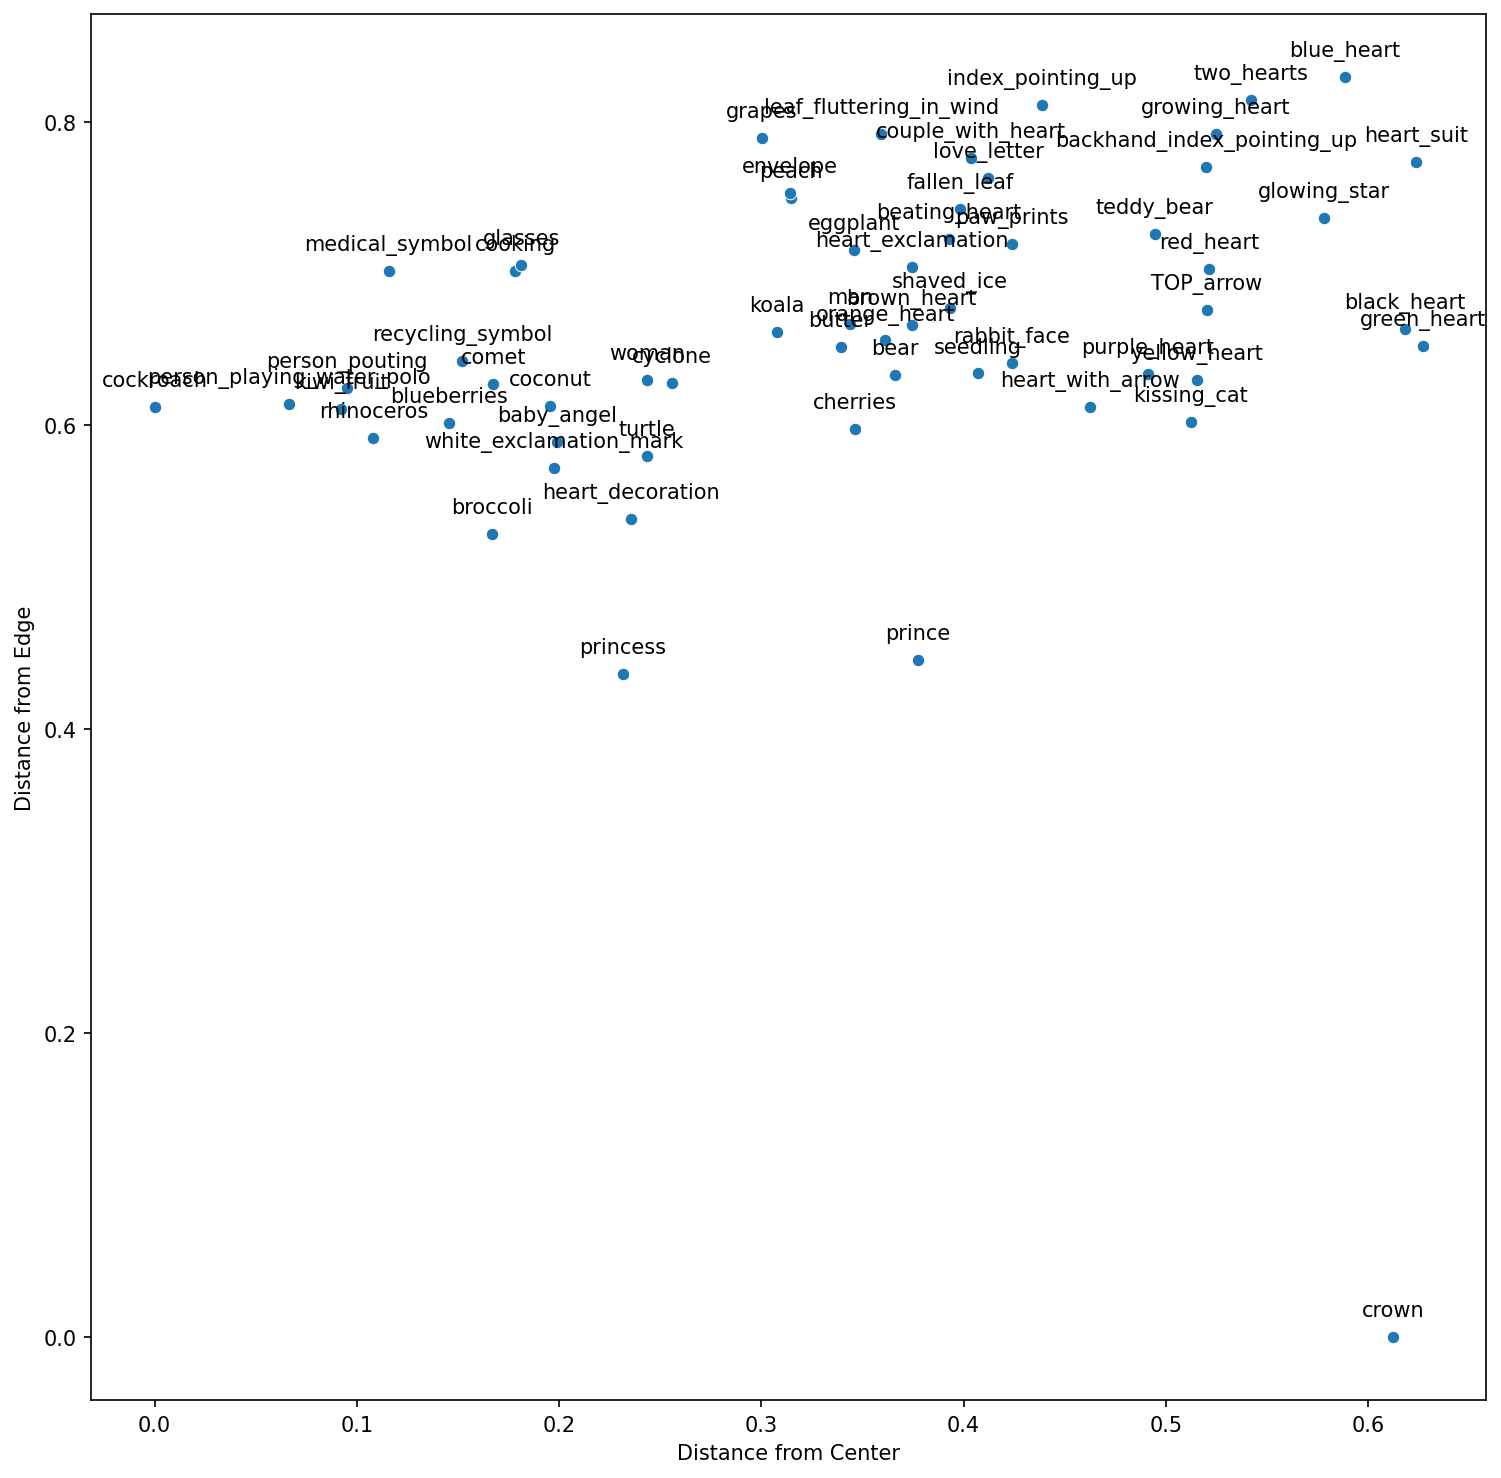 blue_heart
two_hearts
index_pointing_up
grapes
leaf_fluttering_in_wind
growing_heart
0.8
couple_with_heart
backhand_index_pointing_up
heart_suit
love_letter
envelope
peach
fallen_leaf
glowing_star
teddy_bear
beating_heart
paw_prints
eggplant
medical_symbol
glasses
cooking
heart_exclamation
red_heart
shaved_ice
TOP_arrow
koala
man
brown_heart
black_heart
orange_heart
butter
green_heart
recycling_symbol
rabbit_face
person_pouting
comet
woman
cyclone
bear
seedling
purple_heart
yellow_heart
cockroach
person_playing_water_polo
kiwi_fruit
coconut
heart_with_arrow
blueberries
kissing_cat
rhinoceros
cherries
baby_angel
turtle
0.6
white_exclamation_mark
broccoli
heart_decoration
princess
prince
Distance from Edge
0.4
0.2
crown
0.0
0.0 0.1 0.2 0.3 0.4 0.5 0.6
Distance from Center